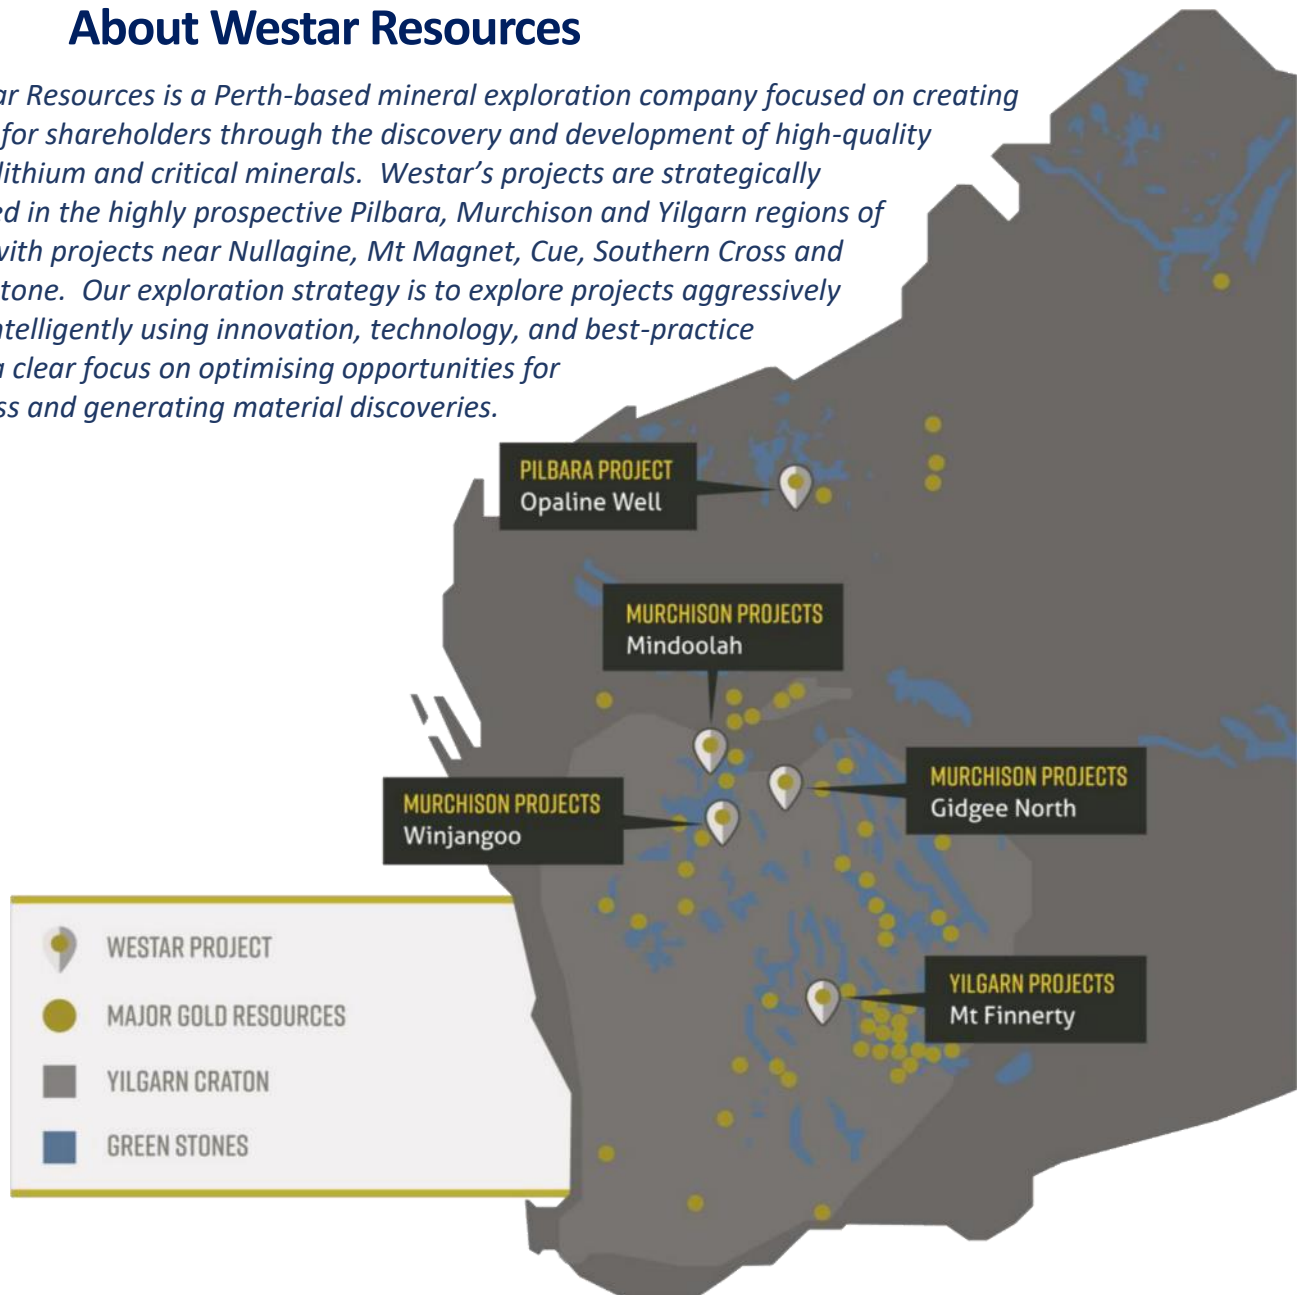 About Westar Resources
ar Resources is a Perth-based mineral exploration company focused on creating
for shareholders through the discovery and development of high-quality
lithium and critical minerals. Westar's projects are strategically
ed in the highly prospective Pilbara, Murchison and Yilgarn regions of
with projects near Nullagine, Mt Magnet, Cue, Southern Cross and
tone. Our exploration strategy is to explore projects aggressively
ntelligently using innovation, technology, and best-practice
a clear focus on optimising opportunities for
ss and generating material discoveries.
PILBARA PROJECT
Opaline Well
MURCHISON PROJECTS
Mindoolah
MURCHISON PROJECTS
Gidgee North
MURCHISON PROJECTS
Winjangoo
YILGARN PROJECTS
Mt Finnerty
WESTAR PROJECT
MAJOR GOLD RESOURCES
YILGARN CRATON
GREEN STONES